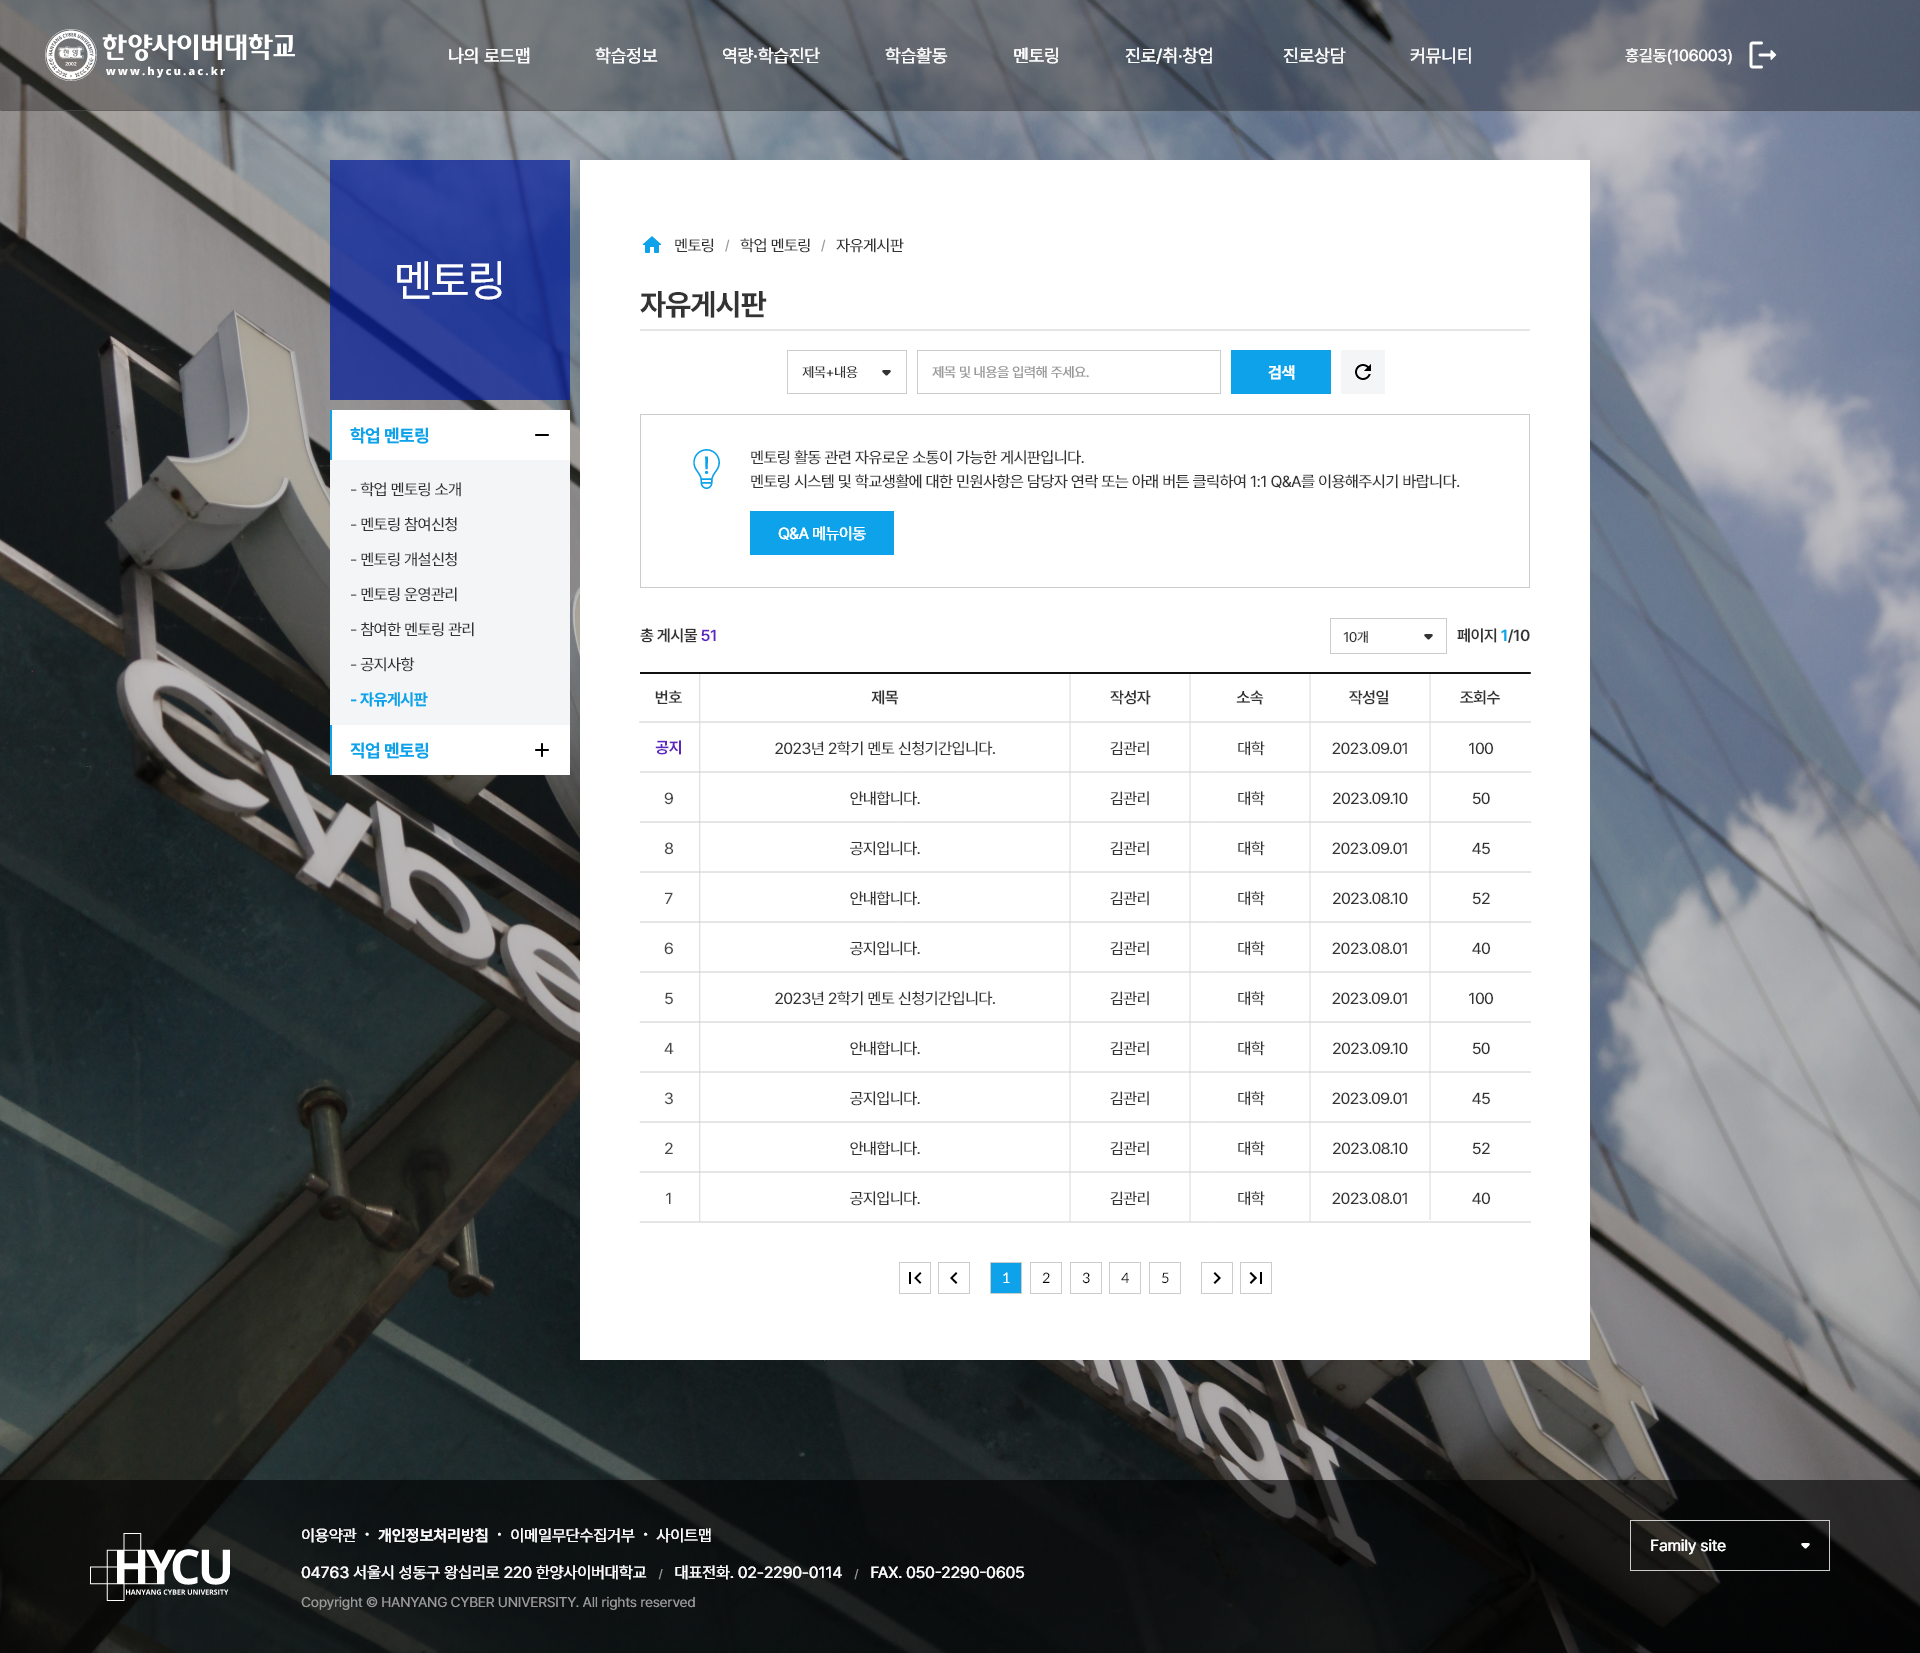 한양사이버대학교
www.hycu.ac.kr
나의 로드맵 학습정보 역량·학습진단 학습활동 멘토링 진로/취·창업 진로상담 커뮤니티
홍길동(106003)
멘토링
학업 멘토링
- 학업 멘토링 소개
- 멘토링 참여신청
- 멘토링 개설신청
- 멘토링 운영관리
- 참여한 멘토링 관리
- 공지사항
- 자유게시판
직업 멘토링
멘토링 / 학업 멘토링 / 자유게시판
자유게시판
제목+내용 제목 및 내용을 입력해 주세요. 검색
멘토링 활동 관련 자유로운 소통이 가능한 게시판입니다.
멘토링 시스템 및 학교생활에 대한 민원사항은 담당자 연락 또는 아래 버튼 클릭하여 1:1 Q&A를 이용해주시기 바랍니다.
Q&A 메뉴이동
총 게시물 51 10개 페이지 1/10
번호 제목 작성자 소속 작성일 조회수
공지 2023년 2학기 멘토 신청기간입니다. 김관리 대학 2023.09.01 100
9 안내합니다. 김관리 대학 2023.09.10 50
8 공지입니다. 김관리 대학 2023.09.01 45
7 안내합니다. 김관리 대학 2023.08.10 52
6 공지입니다. 김관리 대학 2023.08.01 40
5 2023년 2학기 멘토 신청기간입니다. 김관리 대학 2023.09.01 100
4 안내합니다. 김관리 대학 2023.09.10 50
3 공지입니다. 김관리 대학 2023.09.01 45
2 안내합니다. 김관리 대학 2023.08.10 52
1 공지입니다. 김관리 대학 2023.08.01 40
1 2 3 4 5
Cybe
HYCU
HANYANG CYBER UNIVERSITY
이용약관 · 개인정보처리방침 · 이메일무단수집거부 · 사이트맵
04763 서울시 성동구 왕십리로 220 한양사이버대학교 / 대표전화. 02-2290-0114 / FAX. 050-2290-0605
Copyright © HANYANG CYBER UNIVERSITY. All rights reserved
Family site